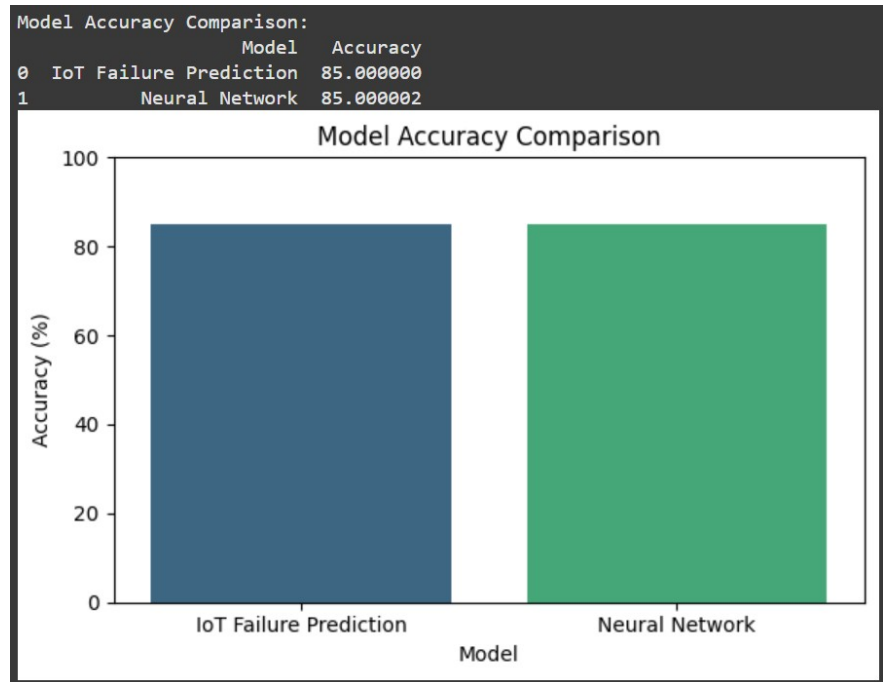 Model Accuracy Comparison:
Model Accuracy
0 IoT Failure Prediction 85.000000
1 Neural Network 85.000002
Model Accuracy Comparison
100
80
60
40
20
0
Accuracy (%)
IoT Failure Prediction Neural Network
Model